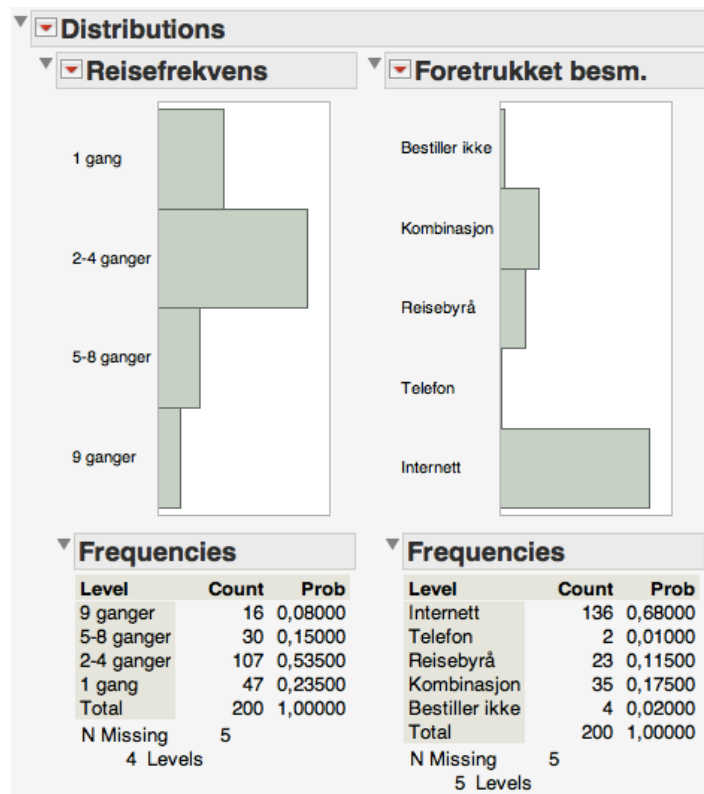 Distributions
Reisefrekvens
1 gang
2-4 ganger
5-8 ganger
9 ganger
Frequencies
Level Count Prob
9 ganger 16 0,08000
5-8 ganger 30 0,15000
2-4 ganger 107 0,53500
1 gang 47 0,23500
Total 200 1,00000
N Missing 5
4 Levels
Foretrukket besm.
Bestiller ikke
Kombinasjon
Reisebyrå
Telefon
Internett
Frequencies
Level Count Prob
Internett 136 0,68000
Telefon 2 0,01000
Reisebyrå 23 0,11500
Kombinasjon 35 0,17500
Bestiller ikke 4 0,02000
Total 200 1,00000
N Missing 5
5 Levels